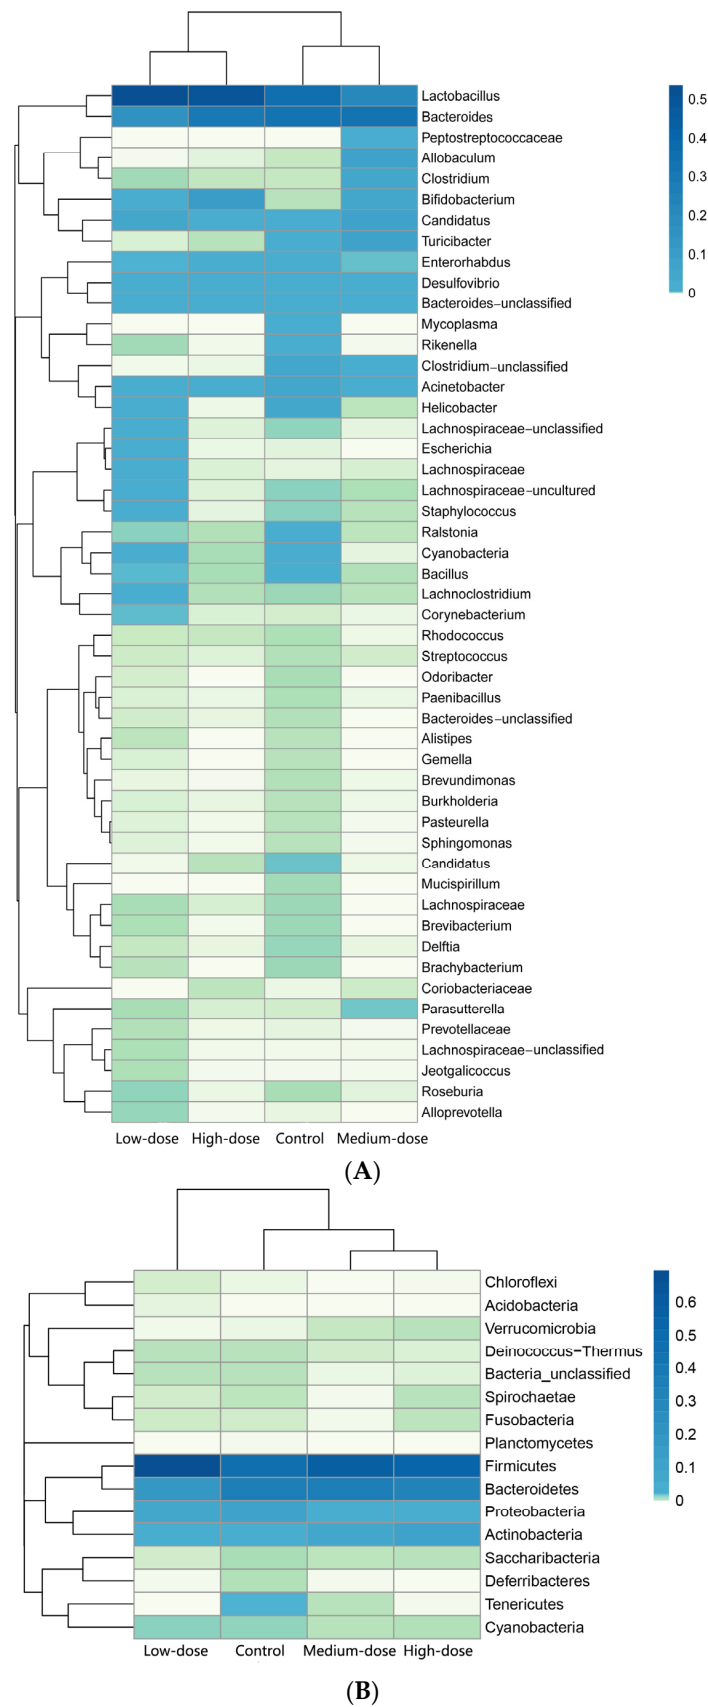 Lactobacillus
0.5
Bacteroides
Peptostreptococcaceae
0.4
Allobaculum
Clostridium
0.3
Bifidobacterium
0.2
Candidatus
Turicibacter
0.1
Enterorhabdus
Desulfovibrio
0
Bacteroides-unclassified
Mycoplasma
Rikenella
Clostridium-unclassified
Acinetobacter
Helicobacter
Lachnospiraceae-unclassified
Escherichia
Lachnospiraceae
Lachnospiraceae-uncultured
Staphylococcus
Ralstonia
Cyanobacteria
Bacillus
Lachnoclostridium
Corynebacterium
Rhodococcus
Streptococcus
Odoribacter
Paenibacillus
Bacteroides-unclassified
Alistipes
Gemella
Brevundimonas
Burkholderia
Pasteurella
Sphingomonas
Candidatus
Mucispirillum
Lachnospiraceae
Brevibacterium
Delftia
Brachybacterium
Coriobacteriaceae
Parasutterella
Prevotellaceae
Lachnospiraceae-unclassified
Jeotgalicoccus
Roseburia
Alloprevotella
Low-dose High-dose Control Medium-dose
(A)
Chloroflexi
Acidobacteria
0.6
Verrucomicrobia
0.5
Deinococcus-Thermus
Bacteria_unclassified
0.4
Spirochaetae
0.3
Fusobacteria
0.2
Planctomycetes
Firmicutes
0.1
Bacteroidetes
0
Proteobacteria
Actinobacteria
Saccharibacteria
Deferribacteres
Tenericutes
Cyanobacteria
Low-dose Control Medium-dose High-dose
(B)